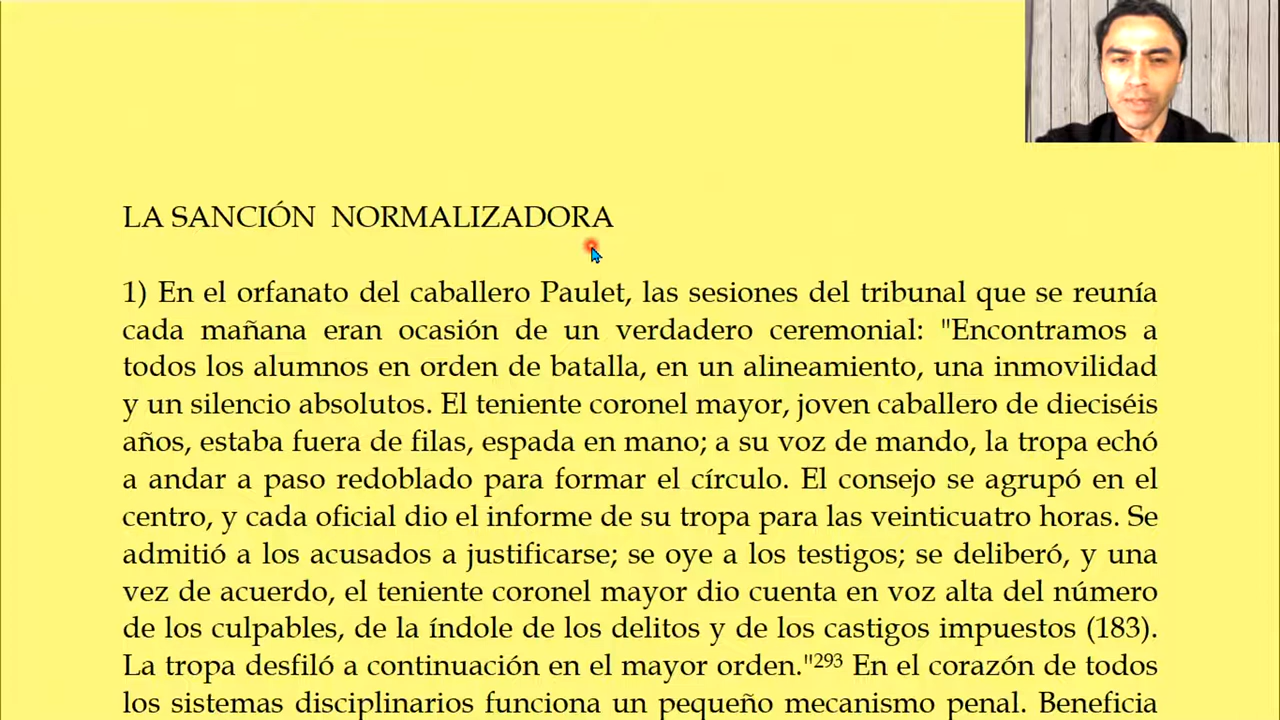 LA SANCIÓN NORMALIZADORA
1) En el orfanato del caballero Paulet, las sesiones del tribunal que se reunía
cada mañana eran ocasión de un verdadero ceremonial: "Encontramos a
todos los alumnos en orden de batalla, en un alineamiento, una inmovilidad
y un silencio absolutos. El teniente coronel mayor, joven caballero de dieciséis
años, estaba fuera de filas, espada en mano; a su voz de mando, la tropa echó
a andar a paso redoblado para formar el círculo. El consejo se agrupó en el
centro, y cada oficial dio el informe de su tropa para las veinticuatro horas. Se
admitió a los acusados a justificarse; se oye a los testigos; se deliberó, y una
vez de acuerdo, el teniente coronel mayor dio cuenta en voz alta del número
de los culpables, de la índole de los delitos y de los castigos impuestos (183).
La tropa desfiló a continuación en el mayor orden."293 En el corazón de todos
los sistemas disciplinarios funciona un pequeño mecanismo penal. Beneficia